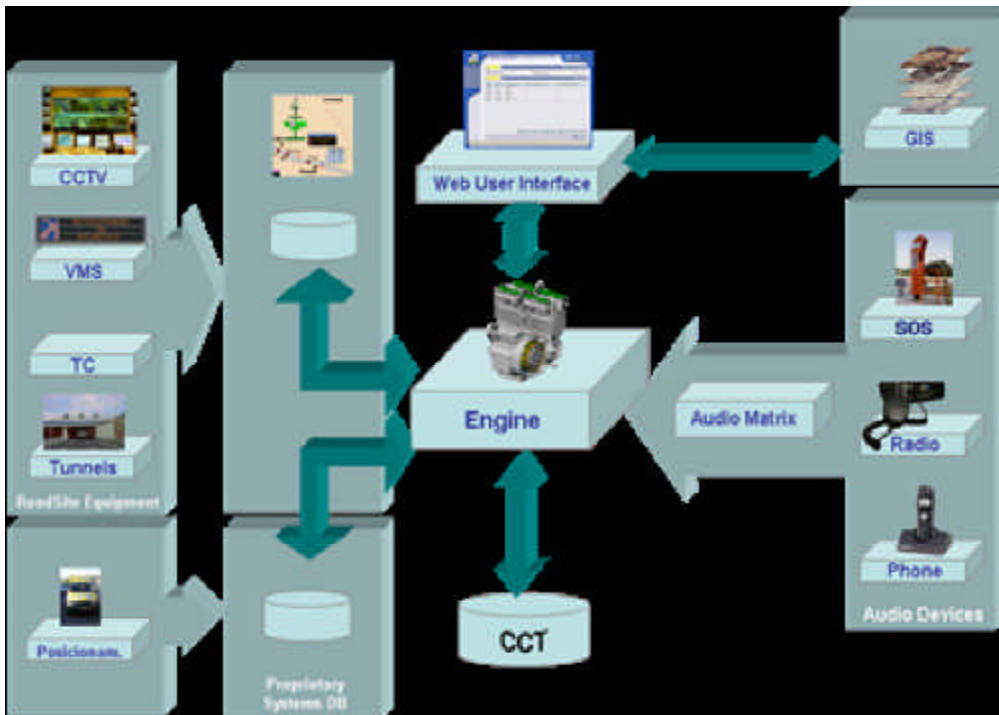 CCTV
VMS
TC
Tunnels
RoadSite Equipment
Posicionam.
Proprietary
Systems DB
Web User Interface
Engine
CCT
GIS
SOS
Audio Matrix
Radio
Phone
Audio Devices